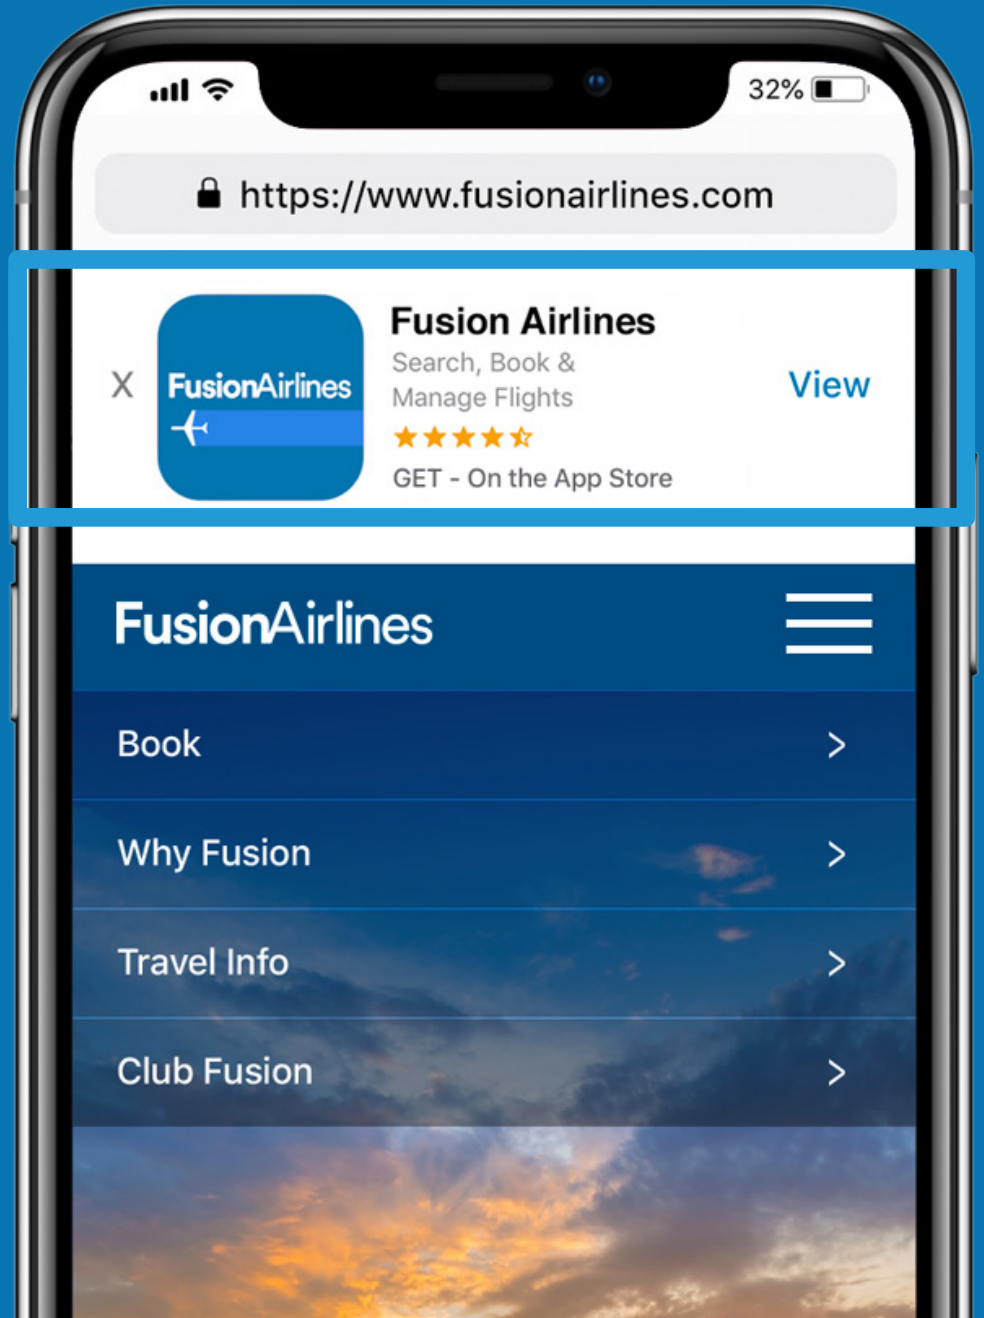 32%
https://www.fusionairlines.com
X
FusionAirlines
Fusion Airlines
Search, Book &
Manage Flights
GET - On the App Store
View
FusionAirlines
Book >
Why Fusion >
Travel Info >
Club Fusion >